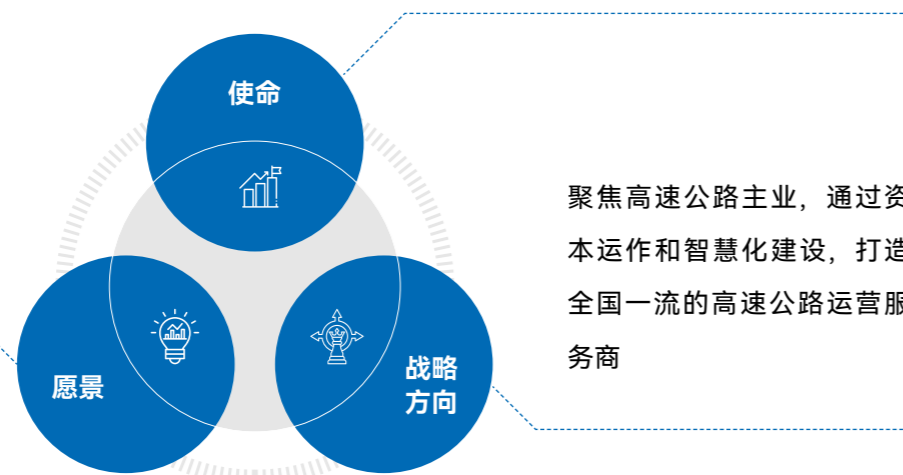 使命
愿景
战略
方向
聚焦高速公路主业，通过资
本运作和智慧化建设，打造
全国一流的高速公路运营服
务商